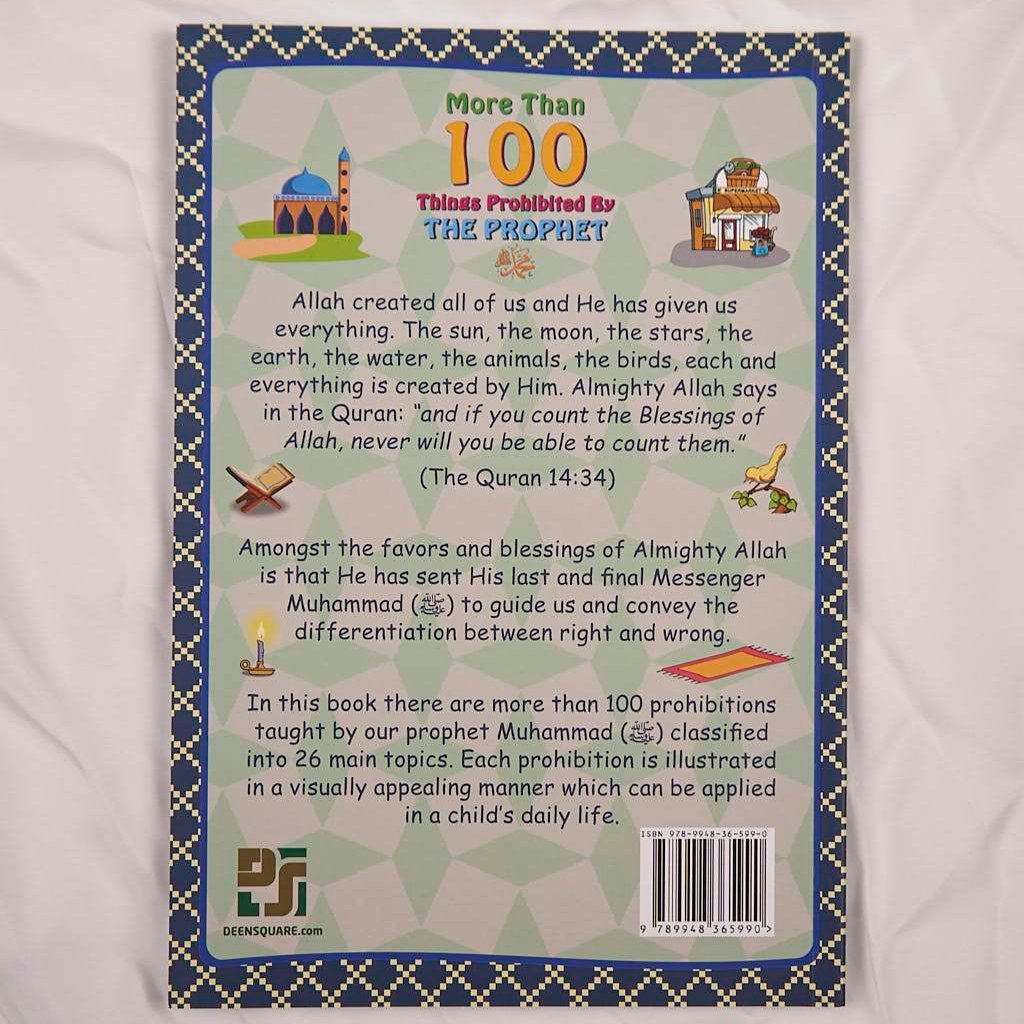 More Than
100
Things Prohibited By
THE PROPHET
محمد ﷺ
SUPERMARKET
Allah created all of us and He has given us
everything. The sun, the moon, the stars, the
earth, the water, the animals, the birds, each and
everything is created by Him. Almighty Allah says
in the Quran: "and if you count the Blessings of
Allah, never will you be able to count them."
(The Quran 14:34)
Amongst the favors and blessings of Almighty Allah
is that He has sent His last and final Messenger
Muhammad (ﷺ) to guide us and convey the
differentiation between right and wrong.
In this book there are more than 100 prohibitions
taught by our prophet Muhammad (ﷺ) classified
into 26 main topics. Each prohibition is illustrated
in a visually appealing manner which can be applied
in a child's daily life.
DS
DEENSQUARE.com
ISBN 978-9948-36-599-0
9 789948 365990 >